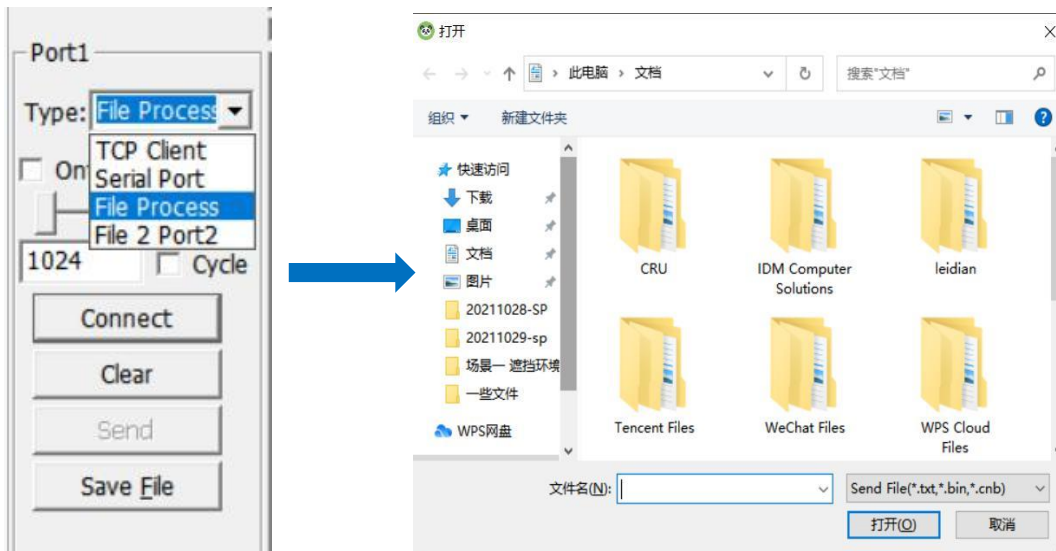 Port1
Type: File Process
TCP Client
Serial Port
File Process
File 2 Port2
1024
Cycle
Connect
Clear
Send
Save File
打开
此电脑 › 文档
搜索"文档"
组织
新建文件夹
快速访问
下载
桌面
文档
图片
20211028-SP
20211029-sp
场景一 遮挡环境
一些文件
WPS网盘
CRU
IDM Computer
Solutions
leidian
Tencent Files
WeChat Files
WPS Cloud
Files
文件名(N):
Send File(*.txt,*.bin,*.cnb)
打开(O)
取消